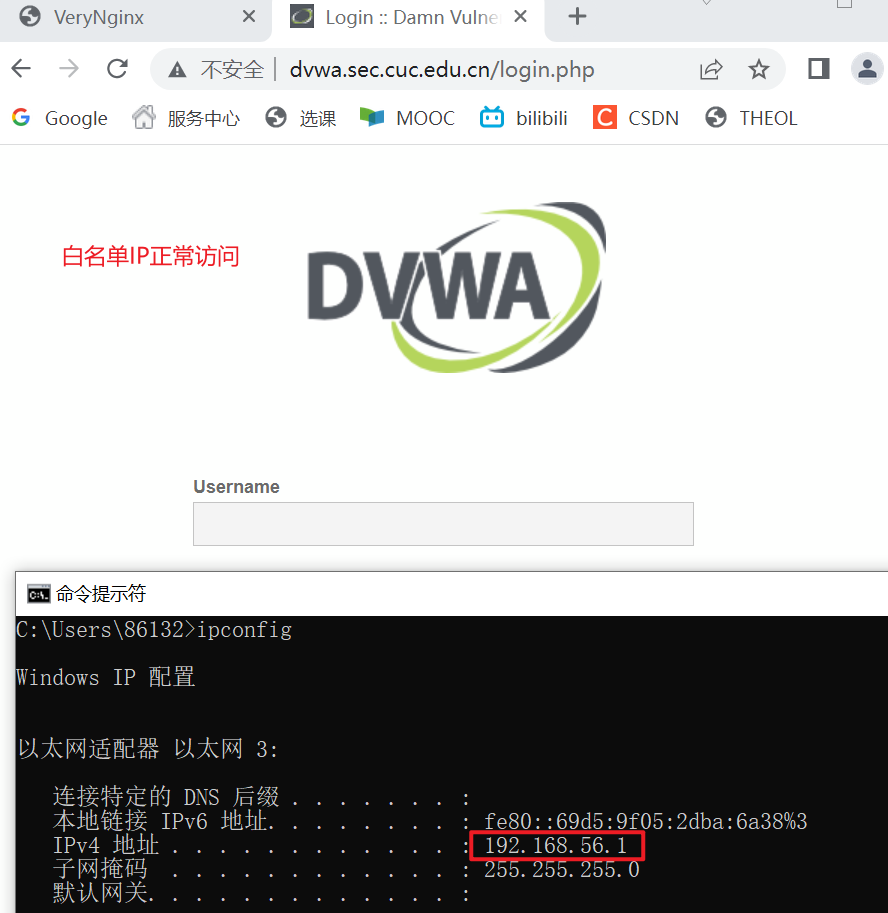 VeryNginx
Login :: Damn Vulne
不安全 dvwa.sec.cuc.edu.cn/login.php
Google 服务中心 选课 MOOC bilibili CSDN THEOL
白名单IP正常访问
DVWA
Username
命令提示符
C:\Users\86132>ipconfig
Windows IP 配置
以太网适配器 以太网 3:
连接特定的 DNS 后缀 . . . . . . . :
本地链接 IPv6 地址. . . . . . . . : fe80::69d5:9f05:2dba:6a38%3
IPv4 地址 . . . . . . . . . . . . : 192.168.56.1
子网掩码 . . . . . . . . . . . . : 255.255.255.0
默认网关. . . . . . . . . . . . . :